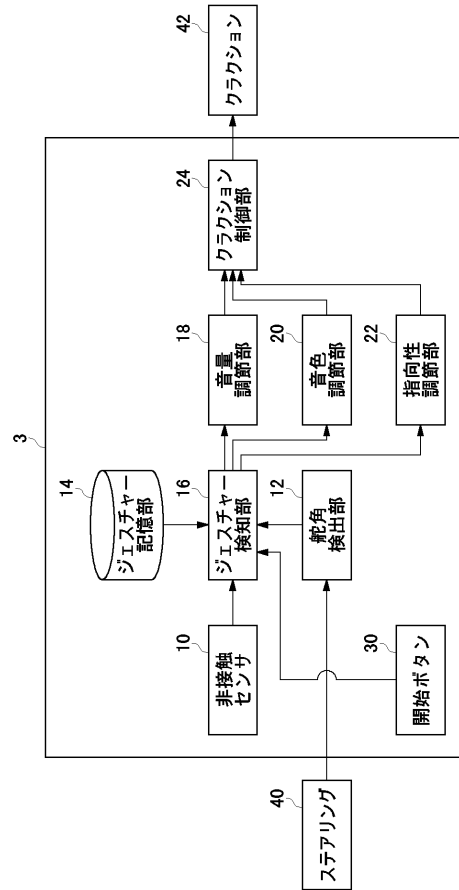 3
14
ジェスチャー
記憶部
10
非接触
センサ
16
ジェスチャー
検知部
18
音量
調節部
24
クラクション
制御部
42
クラクション
12
舵角
検出部
20
音色
調節部
30
開始ボタン
22
指向性
調節部
40
ステアリング